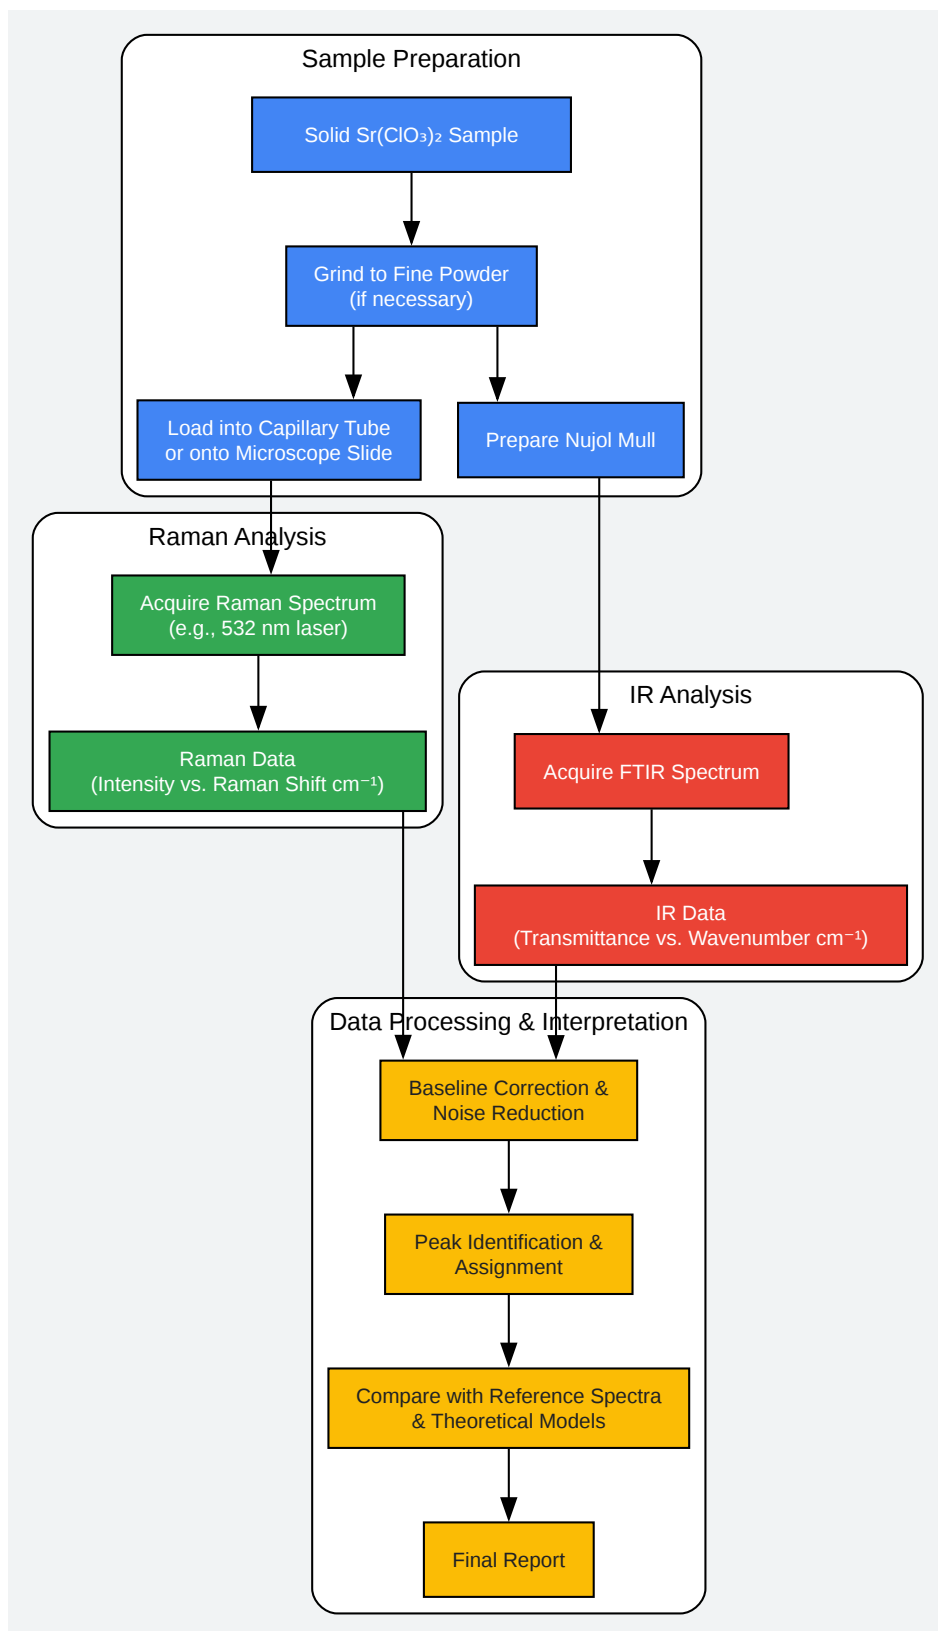 Sample Preparation
Solid Sr(ClO₃)₂ Sample
Grind to Fine Powder
(if necessary)
Load into Capillary Tube
or onto Microscope Slide
Prepare Nujol Mull
Raman Analysis
Acquire Raman Spectrum
(e.g., 532 nm laser)
Raman Data
(Intensity vs. Raman Shift cm⁻¹)
IR Analysis
Acquire FTIR Spectrum
IR Data
(Transmittance vs. Wavenumber cm⁻¹)
Data Processing & Interpretation
Baseline Correction &
Noise Reduction
Peak Identification &
Assignment
Compare with Reference Spectra
& Theoretical Models
Final Report